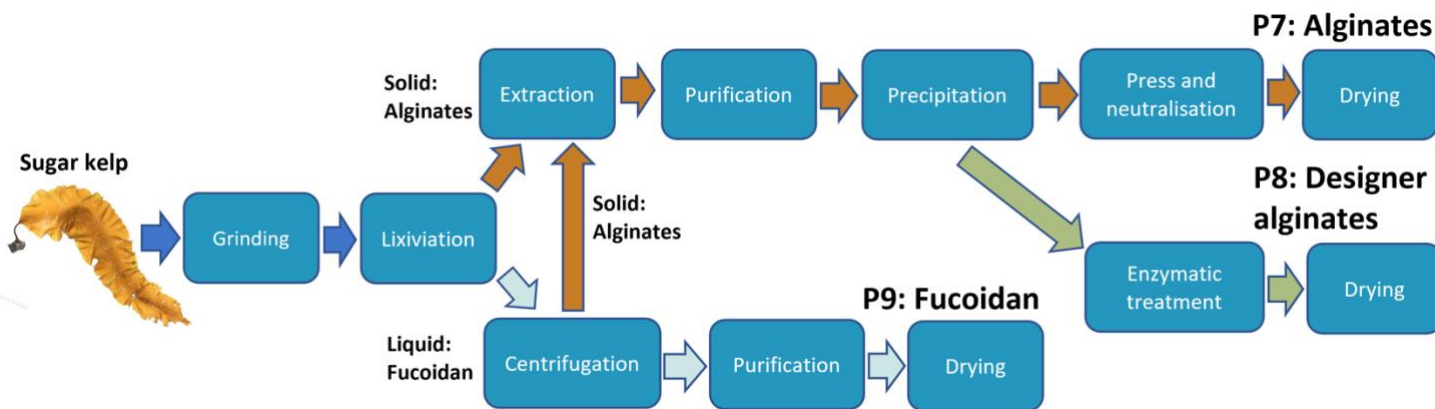 Sugar kelp
Grinding
Lixiviation
Solid:
Alginates
Extraction
Purification
Precipitation
Press and
neutralisation
P7: Alginates
Drying
Solid:
Alginates
P8: Designer
alginates
Enzymatic
treatment
Drying
Liquid:
Fucoidan
Centrifugation
Purification
P9: Fucoidan
Drying